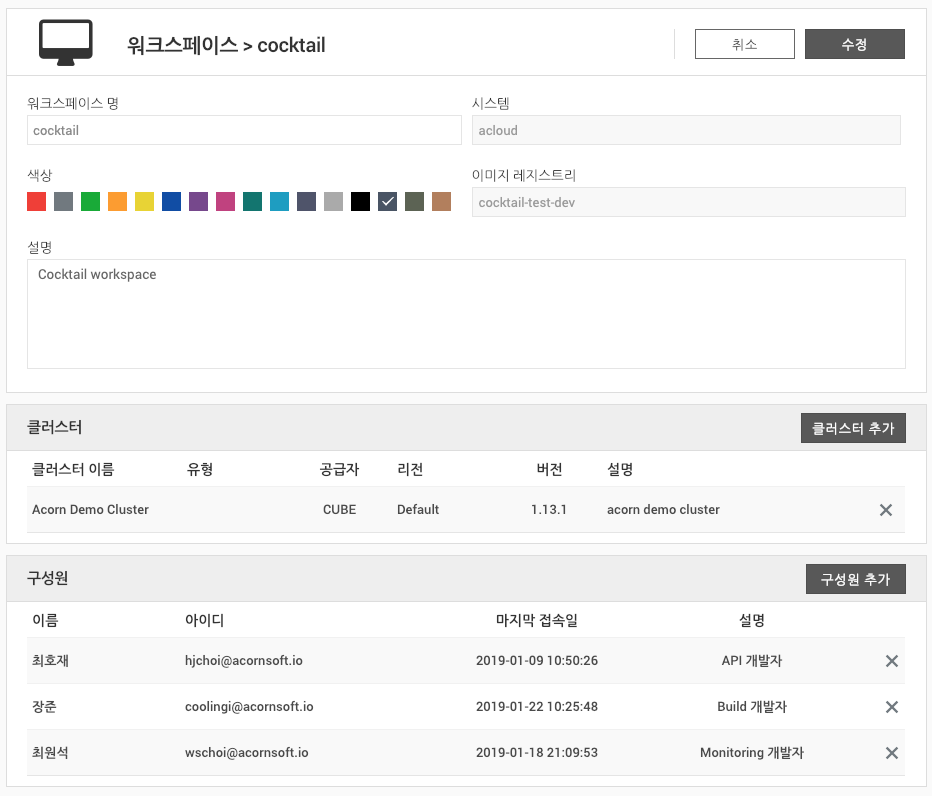 워크스페이스 > cocktail
취소
수정
워크스페이스 명
시스템
cocktail
acloud
색상
이미지 레지스트리
cocktail-test-dev
설명
Cocktail workspace
클러스터
클러스터 추가
클러스터 이름 유형 공급자 리전 버전 설명
Acorn Demo Cluster CUBE Default 1.13.1 acorn demo cluster
구성원
구성원 추가
이름 아이디 마지막 접속일 설명
최호재 hjchoi@acornsoft.io 2019-01-09 10:50:26 API 개발자
장준 coolingi@acornsoft.io 2019-01-22 10:25:48 Build 개발자
최원석 wschoi@acornsoft.io 2019-01-18 21:09:53 Monitoring 개발자